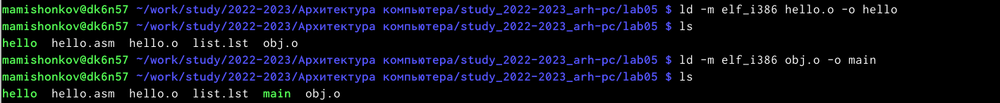 mamishonkov@dk6n57 ~/work/study/2022-2023/Архитектура компьютера/study_2022-2023_arh-pc/lab05 $ ld -m elf_i386 hello.o -o hello
mamishonkov@dk6n57 ~/work/study/2022-2023/Архитектура компьютера/study_2022-2023_arh-pc/lab05 $ ls
hello  hello.asm  hello.o  list.lst  obj.o
mamishonkov@dk6n57 ~/work/study/2022-2023/Архитектура компьютера/study_2022-2023_arh-pc/lab05 $ ld -m elf_i386 obj.o -o main
mamishonkov@dk6n57 ~/work/study/2022-2023/Архитектура компьютера/study_2022-2023_arh-pc/lab05 $ ls
hello  hello.asm  hello.o  list.lst  main  obj.o